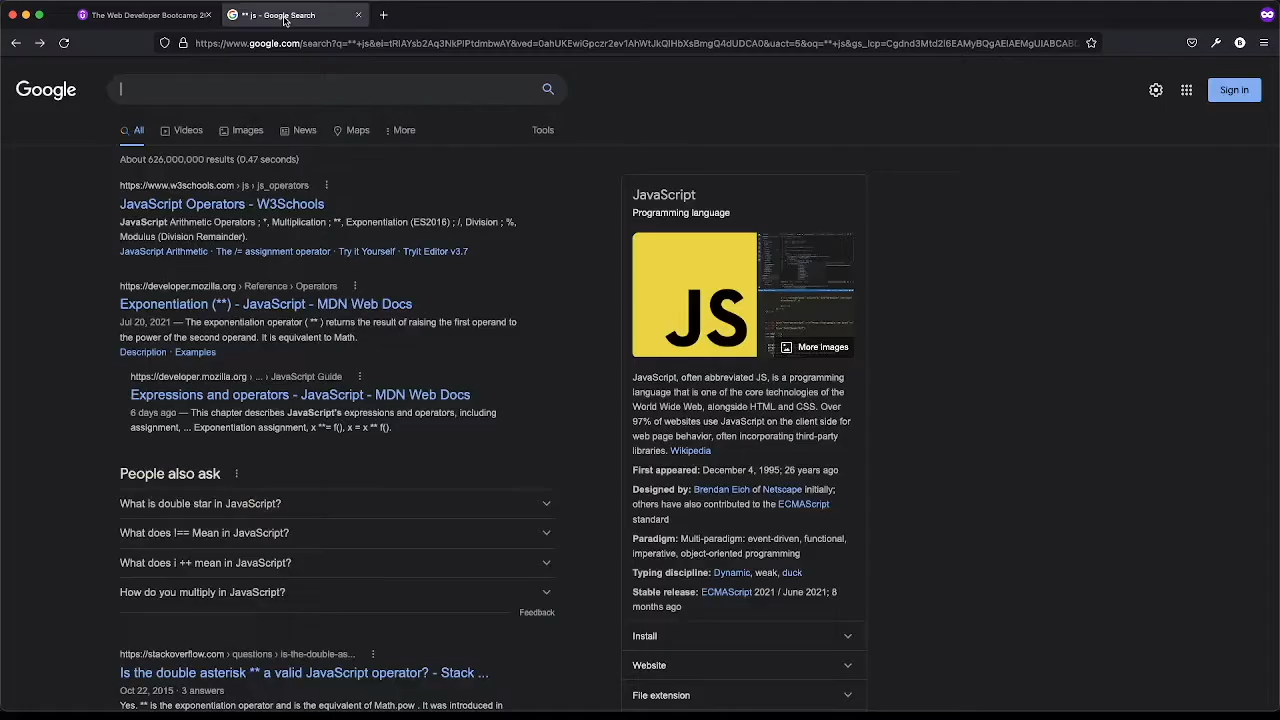 The Web Developer Bootcamp 20
** js - Google Search
https://www.google.com/search?q=**+js&ei=
Google
Sign in
All
Videos
Images
News
Maps
More
Tools
About 626,000,000 results (0.47 seconds)
https://www.w3schools.com › js › js_operators
JavaScript Operators - W3Schools
JavaScript Arithmetic Operators ; *, Multiplication ; **, Exponentiation (ES2016) ; /, Division ; %,
Modulus (Division Remainder).
JavaScript Arithmetic · The /= assignment operator · Try it Yourself · Tryit Editor v3.7
https://developer.mozilla.org › Reference › Operators
Exponentiation (**) - JavaScript - MDN Web Docs
Jul 20, 2021 — The exponentiation operator ( ** ) returns the result of raising the first operand to
the power of the second operand. It is equivalent to Math.
Description · Examples
https://developer.mozilla.org › ... › JavaScript Guide
Expressions and operators - JavaScript - MDN Web Docs
6 days ago — This chapter describes JavaScript's expressions and operators, including
assignment, ... Exponentiation assignment, x **= f(), x = x ** f().
People also ask
What is double star in JavaScript?
What does !== Mean in JavaScript?
What does i ++ mean in JavaScript?
How do you multiply in JavaScript?
Feedback
https://stackoverflow.com › questions › is-the-double-as...
Is the double asterisk ** a valid JavaScript operator? - Stack ...
Oct 22, 2015 · 3 answers
Yes. ** is the exponentiation operator and is the equivalent of Math.pow . It was introduced in
JavaScript
Programming language
JS
More images
JavaScript, often abbreviated JS, is a programming
language that is one of the core technologies of the
World Wide Web, alongside HTML and CSS. Over
97% of websites use JavaScript on the client side for
web page behavior, often incorporating third-party
libraries. Wikipedia
First appeared: December 4, 1995; 26 years ago
Designed by: Brendan Eich of Netscape initially;
others have also contributed to the ECMAScript
standard
Paradigm: Multi-paradigm: event-driven, functional,
imperative, object-oriented programming
Typing discipline: Dynamic, weak, duck
Stable release: ECMAScript 2021 / June 2021; 8
months ago
Install
Website
File extension